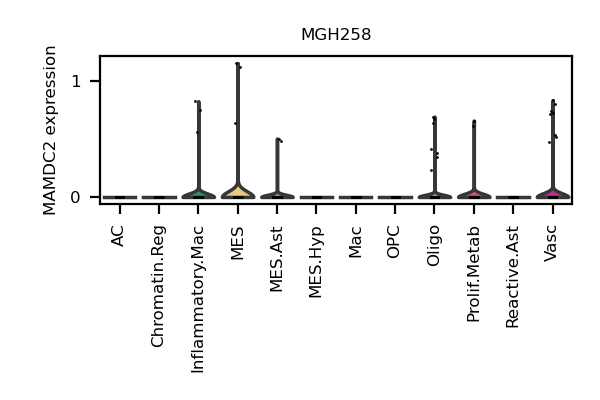 MGH258
MAMDC2 expression
1
0
AC
Chromatin.Reg
Inflammatory.Mac
MES
MES.Ast
MES.Hyp
Mac
OPC
Oligo
Prolif.Metab
Reactive.Ast
Vasc